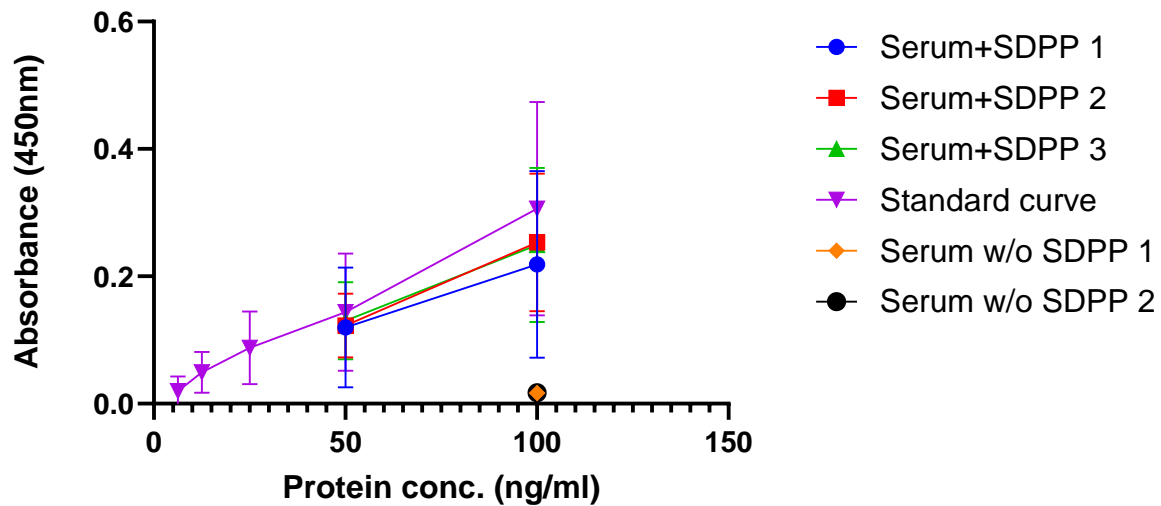 Absorbance (450nm)
0.6
0.4
0.2
0.0
0
50
100
150
Protein conc. (ng/ml)
Serum+SDPP 1
Serum+SDPP 2
Serum+SDPP 3
Standard curve
Serum w/o SDPP 1
Serum w/o SDPP 2